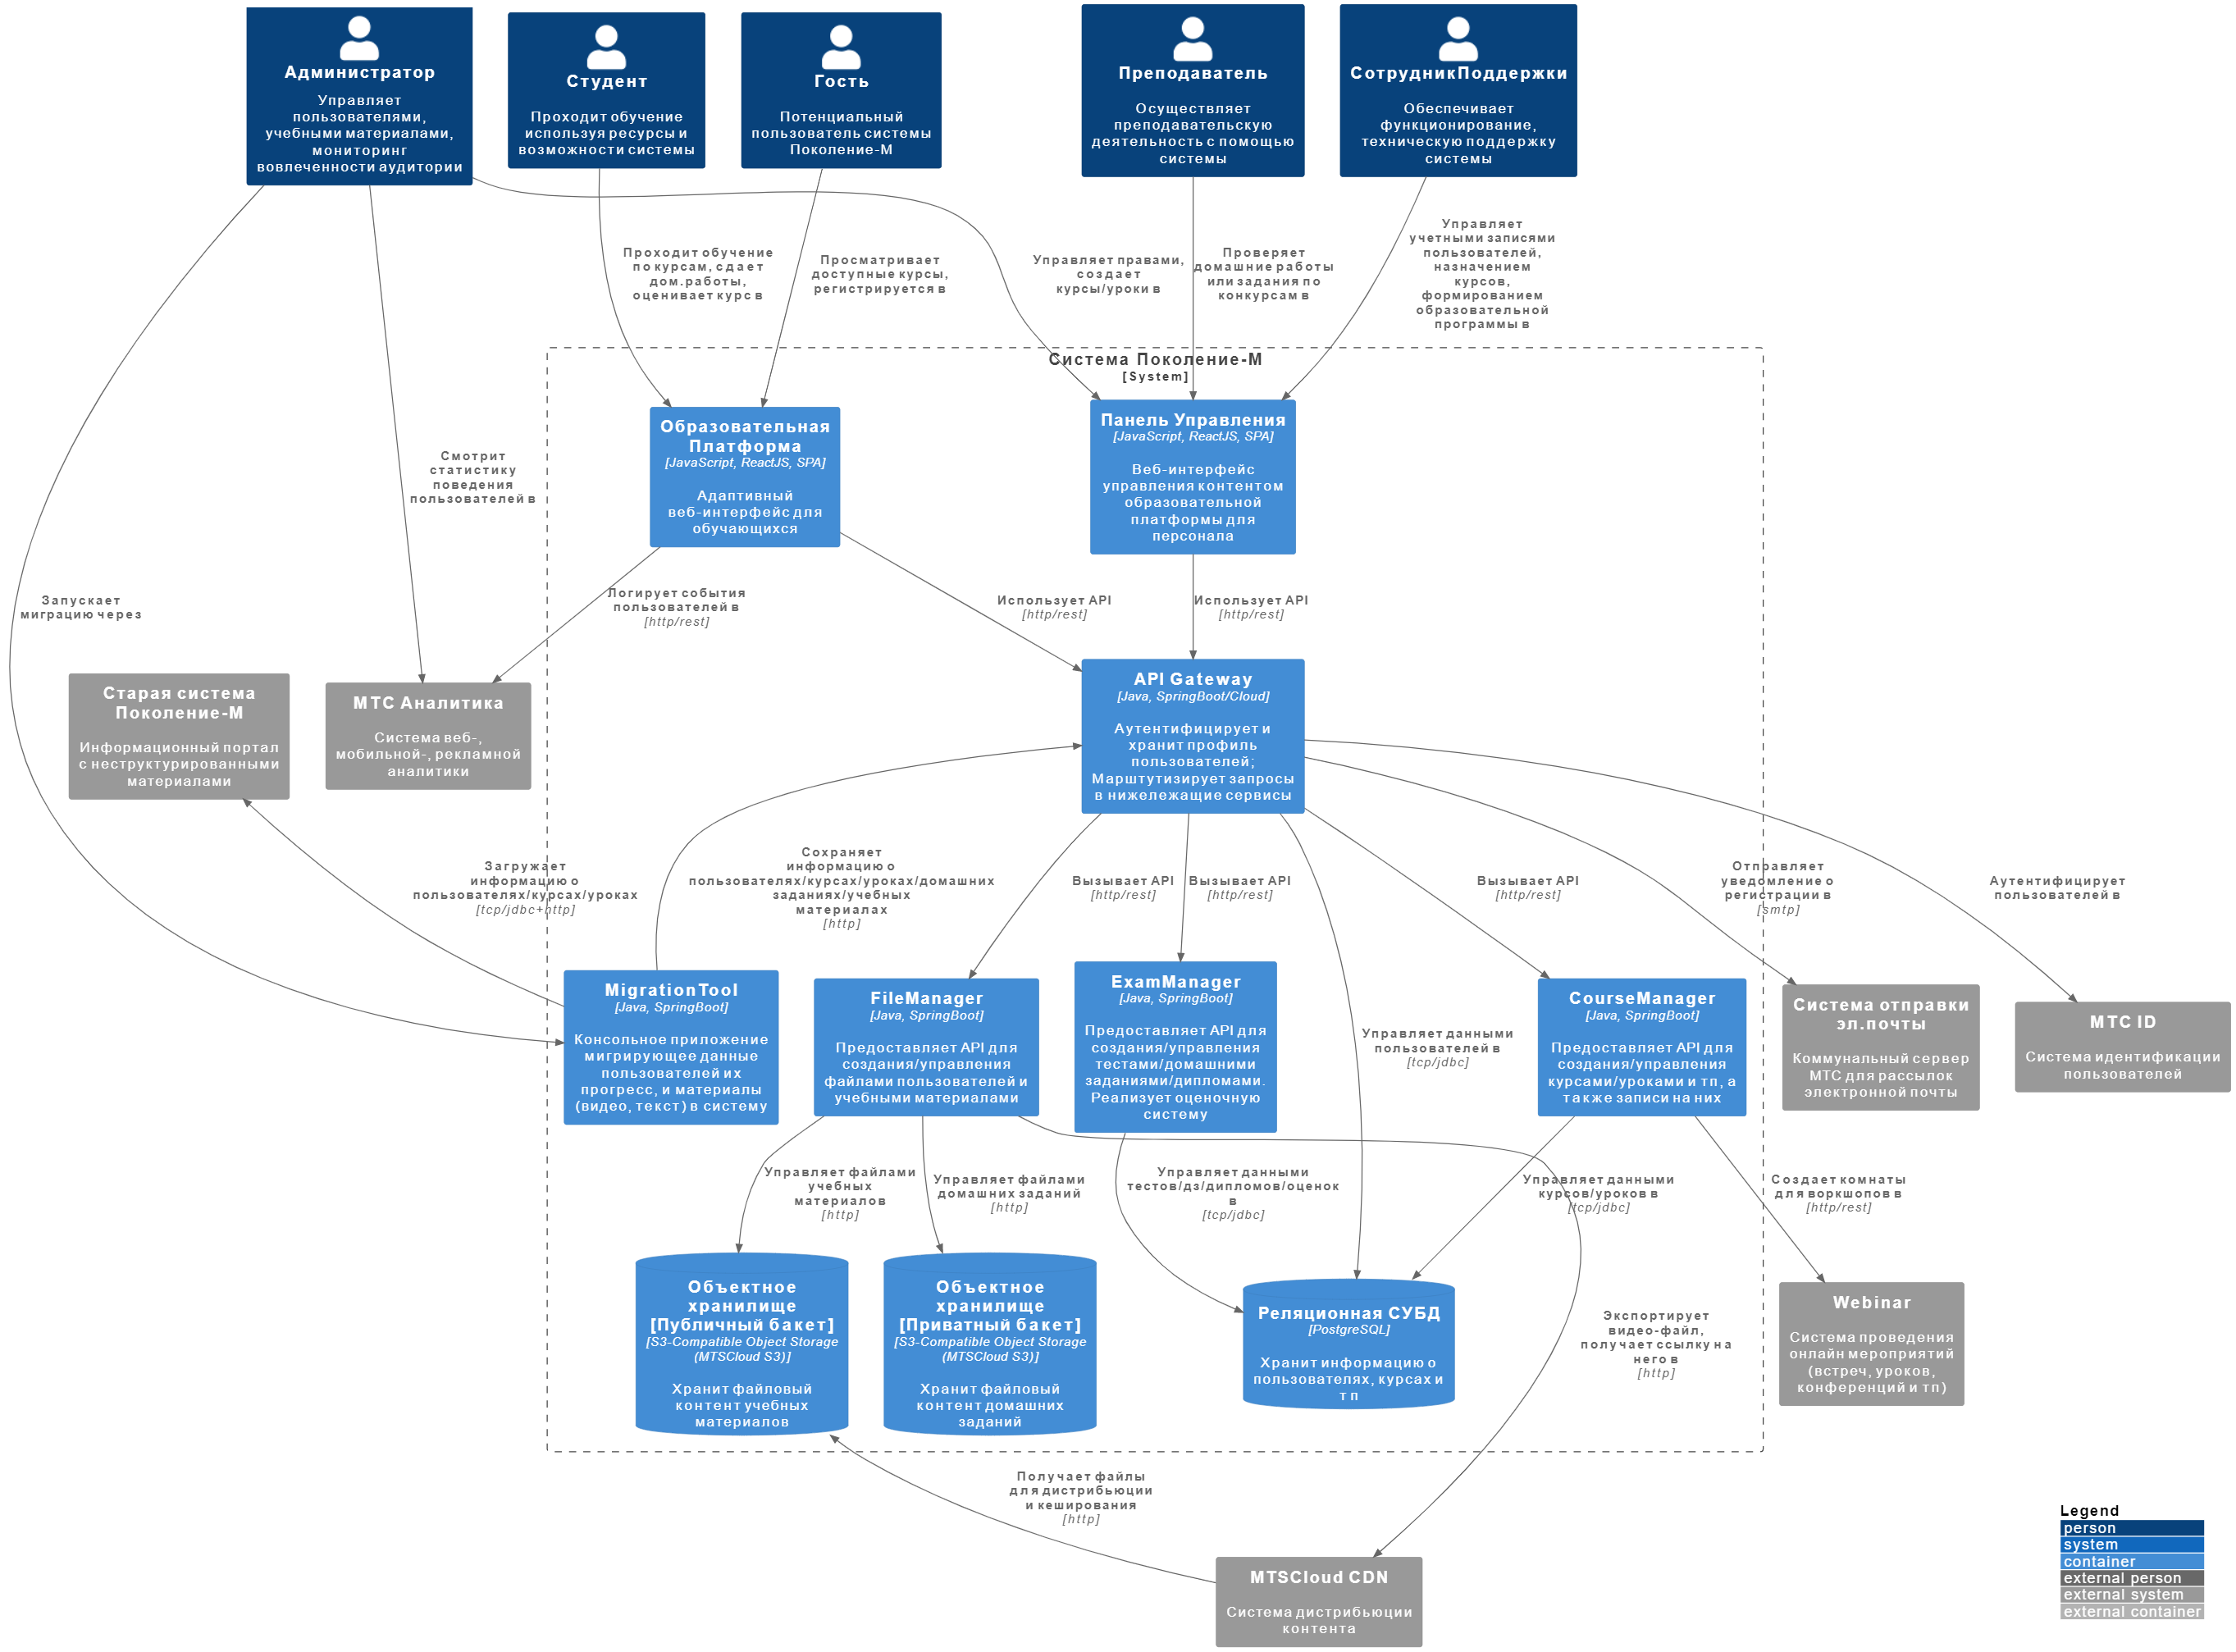 Администратор
Управляет
пользователями,
учебными материалами,
мониторинг
вовлеченности аудитории
Студент
Проходит обучение
используя ресурсы и
возможности системы
Гость
Потенциальный
пользователь системы
Поколение-М
Преподаватель
Осуществляет
преподавательскую
деятельность с помощью
системы
СотрудникПоддержки
Обеспечивает
функционирование,
техническую поддержку
системы
Проходит обучение
по курсам, сдает
дом.работы,
оценивает курс в
Просматривает
доступные курсы,
регистрируется в
Управляет правами,
создает
курсы/уроки в
Проверяет
домашние работы
или задания по
конкурсам в
Управляет
учетными записями
пользователей,
назначением
курсов,
формированием
образовательной
программы в
Система Поколение-М
[System]
Образовательная
Платформа
[JavaScript, ReactJS, SPA]
Адаптивный
веб-интерфейс для
обучающихся
Панель Управления
[JavaScript, ReactJS, SPA]
Веб-интерфейс
управления контентом
образовательной
платформы для
персонала
Смотрит
статистику
поведения
пользователей в
Запускает
миграцию через
Логирует события
пользователей в
[http/rest]
Использует API
[http/rest]
Использует API
[http/rest]
Старая система
Поколение-М
Информационный портал
с неструктурированными
материалами
МТС Аналитика
Система веб-,
мобильной-, рекламной
аналитики
API Gateway
[Java, SpringBoot/Cloud]
Аутентифицирует и
хранит профиль
пользователей;
Марштутизирует запросы
в нижележащие сервисы
Загружает
информацию о
пользователях/курсах/уроках
[tcp/jdbc+http]
Сохраняет
информацию о
пользователях/курсах/уроках/домашних
заданиях/учебных
материалах
[http]
Вызывает API
[http/rest]
Вызывает API
[http/rest]
Вызывает API
[http/rest]
Отправляет
уведомление о
регистрации в
[smtp]
Аутентифицирует
пользователей в
MigrationTool
[Java, SpringBoot]
Консольное приложение
мигрирующее данные
пользователей их
прогресс, и материалы
(видео, текст) в систему
FileManager
[Java, SpringBoot]
Предоставляет API для
создания/управления
файлами пользователей и
учебными материалами
ExamManager
[Java, SpringBoot]
Предоставляет API для
создания/управления
тестами/домашними
заданиями/дипломами.
Реализует оценочную
систему
Управляет данными
пользователей в
[tcp/jdbc]
CourseManager
[Java, SpringBoot]
Предоставляет API для
создания/управления
курсами/уроками и тп, а
также записи на них
Система отправки
эл.почты
Коммунальный сервер
МТС для рассылок
электронной почты
МТС ID
Система идентификации
пользователей
Управляет файлами
учебных
материалов
[http]
Управляет файлами
домашних заданий
[http]
Управляет данными
тестов/дз/дипломов/оценок
в
[tcp/jdbc]
Управляет данными
курсов/уроков в
[tcp/jdbc]
Создает комнаты
для воркшопов в
[http/rest]
Объектное
хранилище
[Публичный бакет]
[S3-Compatible Object Storage
(MTSCloud S3)]
Хранит файловый
контент учебных
материалов
Объектное
хранилище
[Приватный бакет]
[S3-Compatible Object Storage
(MTSCloud S3)]
Хранит файловый
контент домашних
заданий
Реляционная СУБД
[PostgreSQL]
Хранит информацию о
пользователях, курсах и
тп
Экспортирует
видео-файл,
получает ссылку на
него в
[http]
Webinar
Система проведения
онлайн мероприятий
(встреч, уроков,
конференций и тп)
Получает файлы
для дистрибьюции
и кеширования
[http]
MTSCloud CDN
Система дистрибьюции
контента
Legend
person
system
container
external person
external system
external container